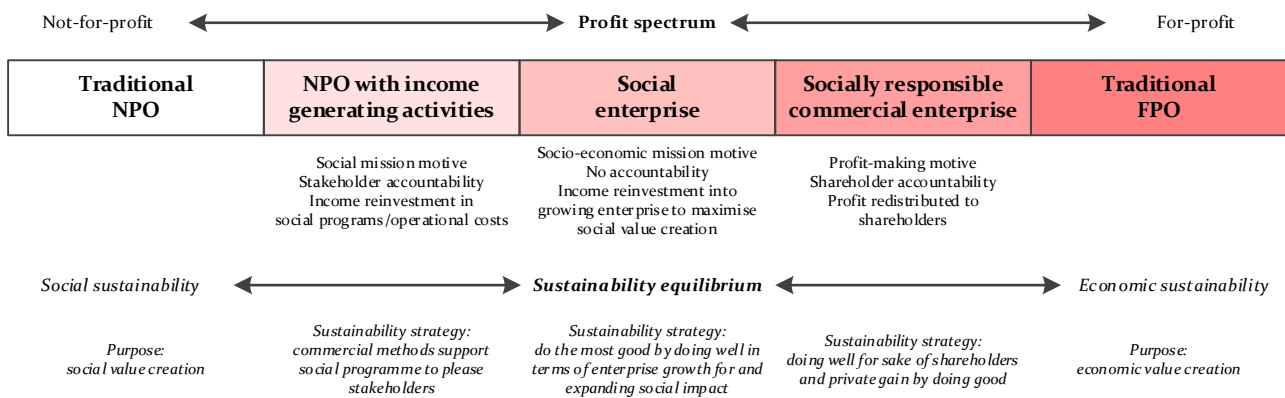 Not-for-profit
Profit spectrum
For-profit
Traditional
NPO
NPO with income
generating activities
Social
enterprise
Socially responsible
commercial enterprise
Traditional
FPO
Social mission motive
Stakeholder accountability
Income reinvestment in
social programs/operational costs
Socio-economic mission motive
No accountability
Income reinvestment into
growing enterprise to maximise
social value creation
Profit-making motive
Shareholder accountability
Profit redistributed to
shareholders
Social sustainability
Sustainability equilibrium
Economic sustainability
Purpose:
social value creation
Sustainability strategy:
commercial methods support
social programme to please
stakeholders
Sustainability strategy:
do the most good by doing well in
terms of enterprise growth for and
expanding social impact
Sustainability strategy:
doing well for sake of shareholders
and private gain by doing good
Purpose:
economic value creation